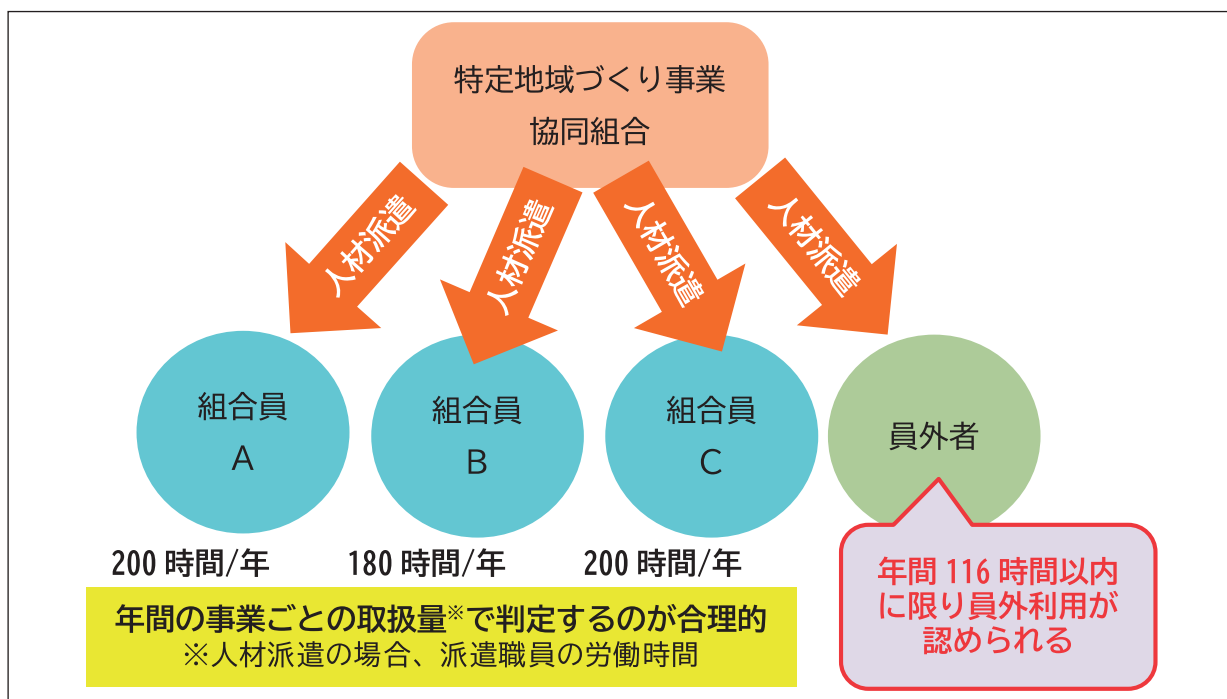 特定地域づくり事業
協同組合
人材派遣
人材派遣
人材派遣
人材派遣
組合員
A
組合員
B
組合員
C
員外者
200 時間/年
180 時間/年
200 時間/年
年間 116 時間以内
に限り員外利用が
認められる
年間の事業ごとの取扱量※で判定するのが合理的
※人材派遣の場合、派遣職員の労働時間